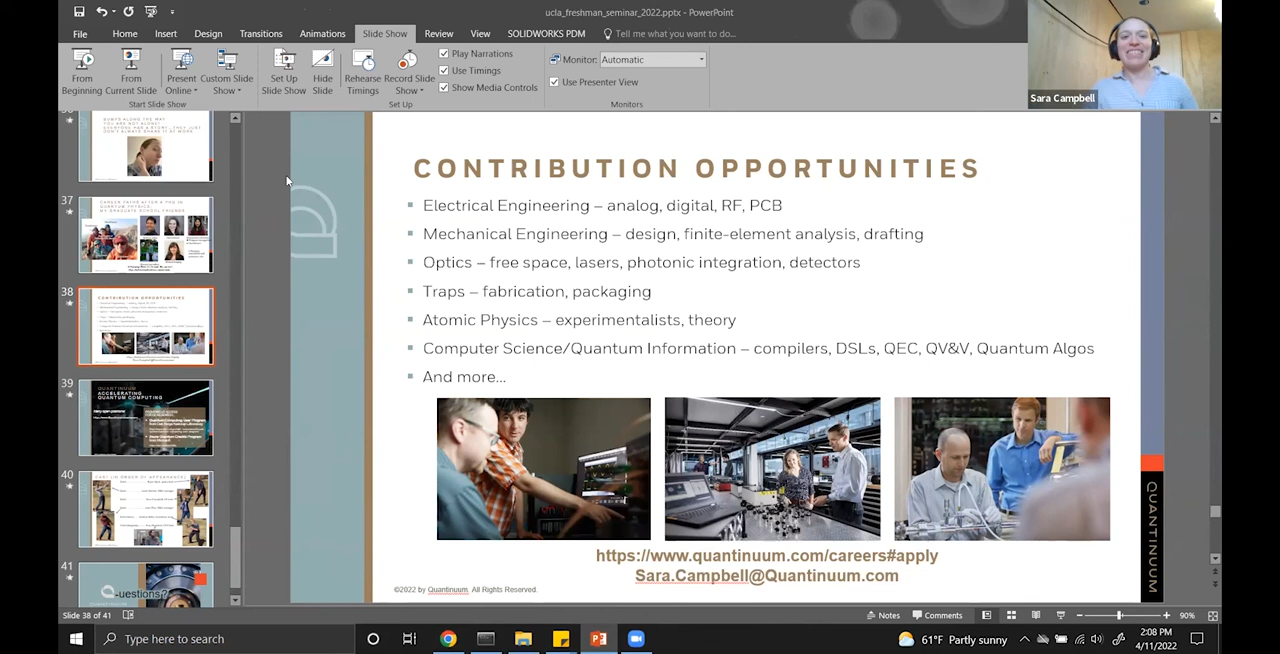 ucla_freshman_seminar_2022.pptx - PowerPoint
File Home Insert Design Transitions Animations Slide Show Review View SOLIDWORKS PDM Tell me what you want to do...
From Beginning
From Current Slide
Present Online
Custom Slide Show
Set Up Slide Show
Hide Slide
Rehearse Timings
Record Slide Show
Play Narrations
Use Timings
Show Media Controls
Monitor: Automatic
Use Presenter View
Start Slide Show
Set Up
Monitors
Sara Campbell
CONTRIBUTION OPPORTUNITIES
Electrical Engineering – analog, digital, RF, PCB
Mechanical Engineering – design, finite-element analysis, drafting
Optics – free space, lasers, photonic integration, detectors
Traps – fabrication, packaging
Atomic Physics – experimentalists, theory
Computer Science/Quantum Information – compilers, DSLs, QEC, QV&V, Quantum Algos
And more...
https://www.quantinuum.com/careers#apply
Sara.Campbell@Quantinuum.com
©2022 by Quantinuum. All Rights Reserved.
QUANTINUUM
37
38
CONTRIBUTION OPPORTUNITIES
39
QUANTINUUM
ACCELERATING
QUANTUM COMPUTING
40
41
-uestions?
Slide 38 of 41
Notes
Comments
90%
Type here to search
61°F Partly sunny
2:08 PM
4/11/2022